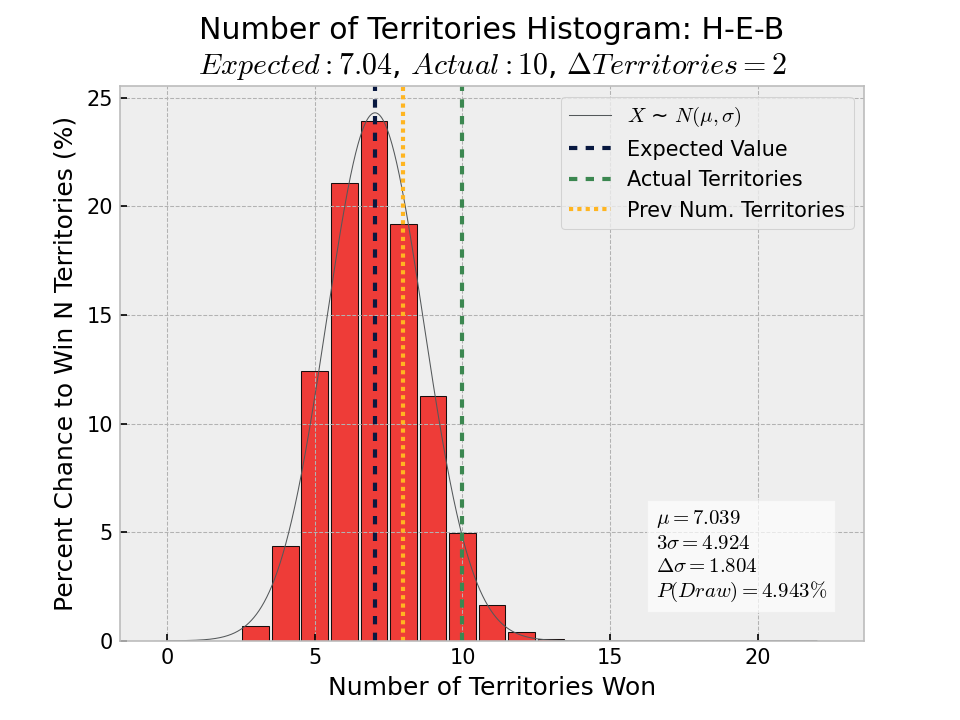 Number of Territories Histogram: H-E-B
Expected : 7.04, Actual : 10, ΔTerritories = 2
Percent Chance to Win N Territories (%)
25
20
15
10
5
0
X ~ N(μ, σ)
Expected Value
Actual Territories
Prev Num. Territories
μ = 7.039
3σ = 4.924
Δσ = 1.804
P(Draw) = 4.943%
0 5 10 15 20
Number of Territories Won